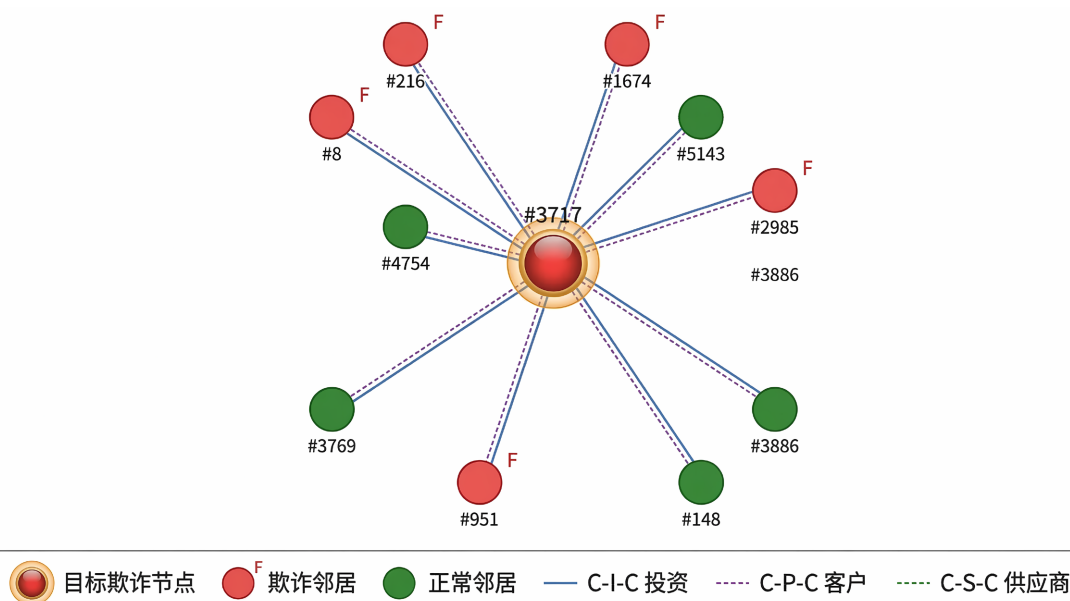 F
F
#216
#1674
F
#8
#5143
F
#3717
#2985
#4754
#3886
#3769
#3886
F
#951
#148
目标欺诈节点
F 欺诈邻居
正常邻居
C-I-C 投资
C-P-C 客户
C-S-C 供应商